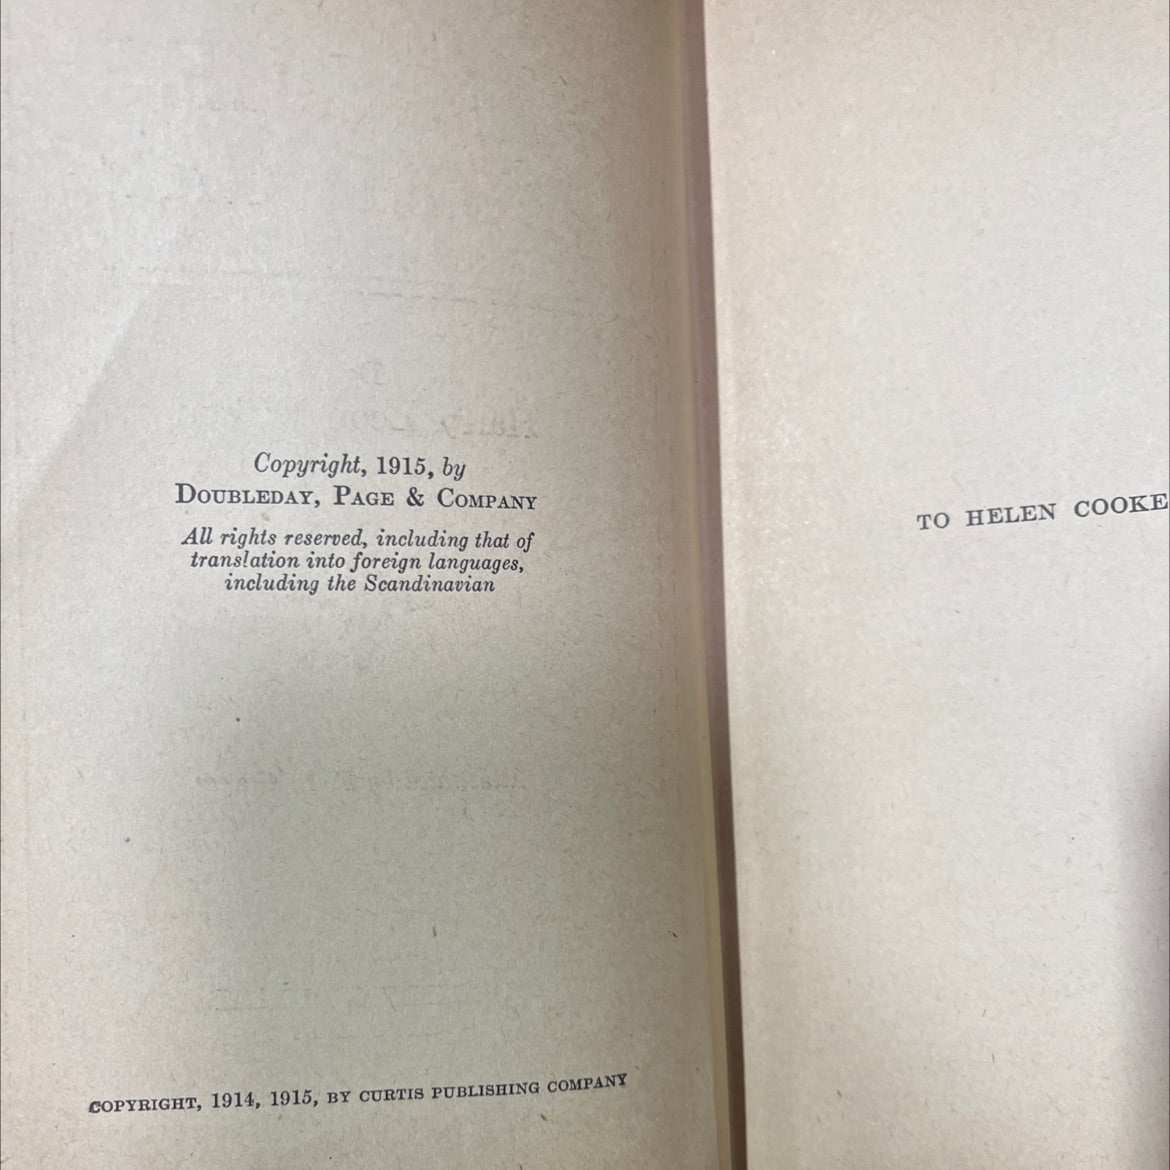 Copyright, 1915, by
DOUBLEDAY, PAGE & COMPANY
All rights reserved, including that of
translation into foreign languages,
including the Scandinavian
COPYRIGHT, 1914, 1915, BY CURTIS PUBLISHING COMPANY
TO HELEN COOKE